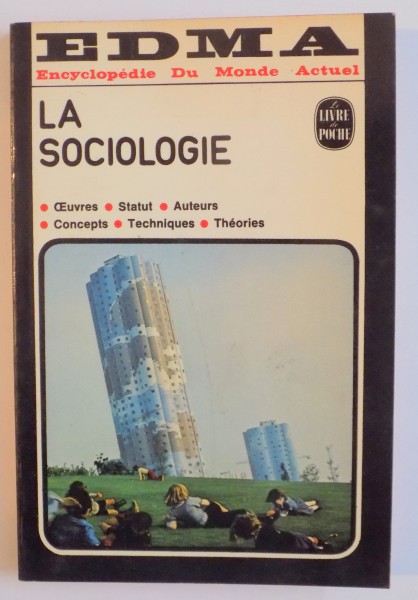 EDMA
Encyclopédie Du Monde Actuel
LA
SOCIOLOGIE
Le
LIVRE
de
POCHE
• Œuvres • Statut • Auteurs
• Concepts • Techniques • Théories